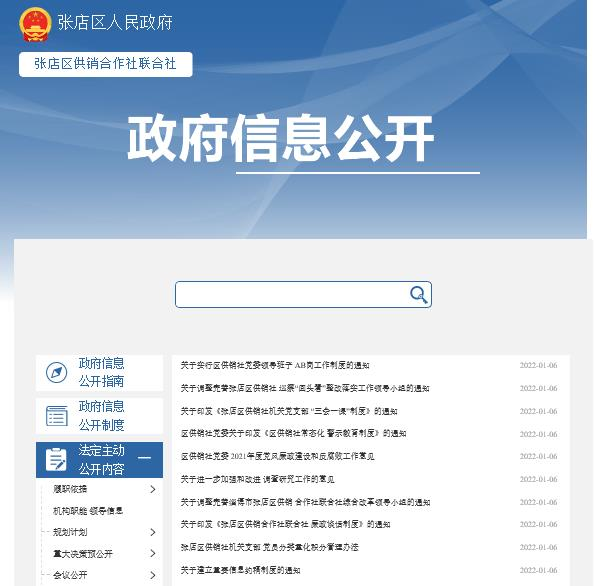 张店区人民政府
张店区供销合作社联合社
政府信息公开
政府信息
公开指南
政府信息
公开制度
法定主动
公开内容
履职依据
机构职能 领导信息
规划计划
重大决策预公开
会议公开
关于实行区供销社党委领导班子 AB岗工作制度的通知 2022-01-06
关于调整完善张店区供销社 巡察“回头看”整改落实工作领导小组的通知 2022-01-06
关于印发《张店区供销社机关党支部 “三会一课”制度》的通知 2022-01-06
区供销社党委关于印发《区供销社常态化 警示教育制度》的通知 2022-01-06
区供销社党委 2021年度党风廉政建设和反腐败工作意见 2022-01-06
关于进一步加强和改进 调查研究工作的意见 2022-01-06
关于调整淄博市张店区供销 合作社联合社综合改革领导小组的通知 2022-01-06
关于印发《张店区供销合作社联合社 廉政谈话制度》的通知 2022-01-06
张店区供销社机关支部 党员分类量化积分管理办法 2022-01-06
关于建立重要信息约稿制度的通知 2022-01-06